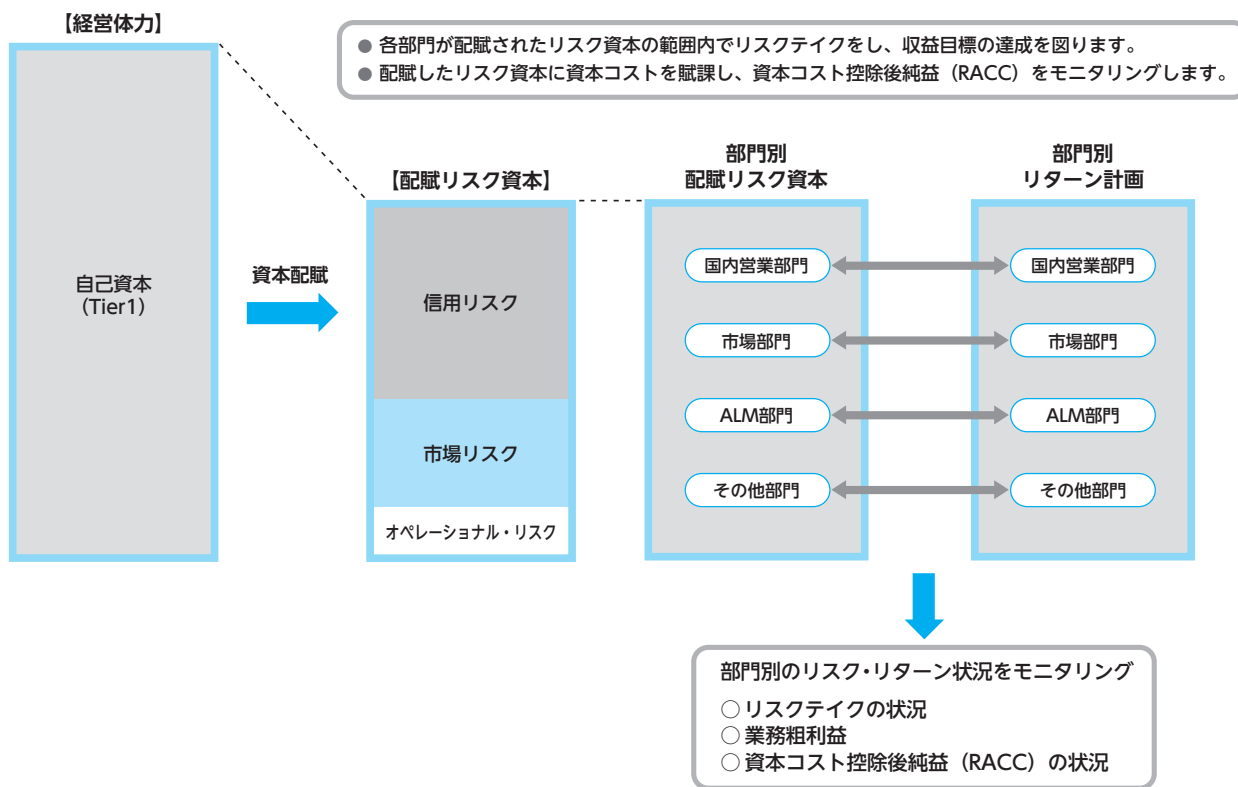 【経営体力】
● 各部門が配賦されたリスク資本の範囲内でリスクテイクをし、収益目標の達成を図ります。
● 配賦したリスク資本に資本コストを賦課し、資本コスト控除後純益（RACC）をモニタリングします。
自己資本
(Tier1)
資本配賦
【配賦リスク資本】
信用リスク
市場リスク
オペレーショナル・リスク
部門別
配賦リスク資本
国内営業部門
市場部門
ALM部門
その他部門
部門別
リターン計画
国内営業部門
市場部門
ALM部門
その他部門
部門別のリスク・リターン状況をモニタリング
○ リスクテイクの状況
○ 業務粗利益
○ 資本コスト控除後純益（RACC）の状況